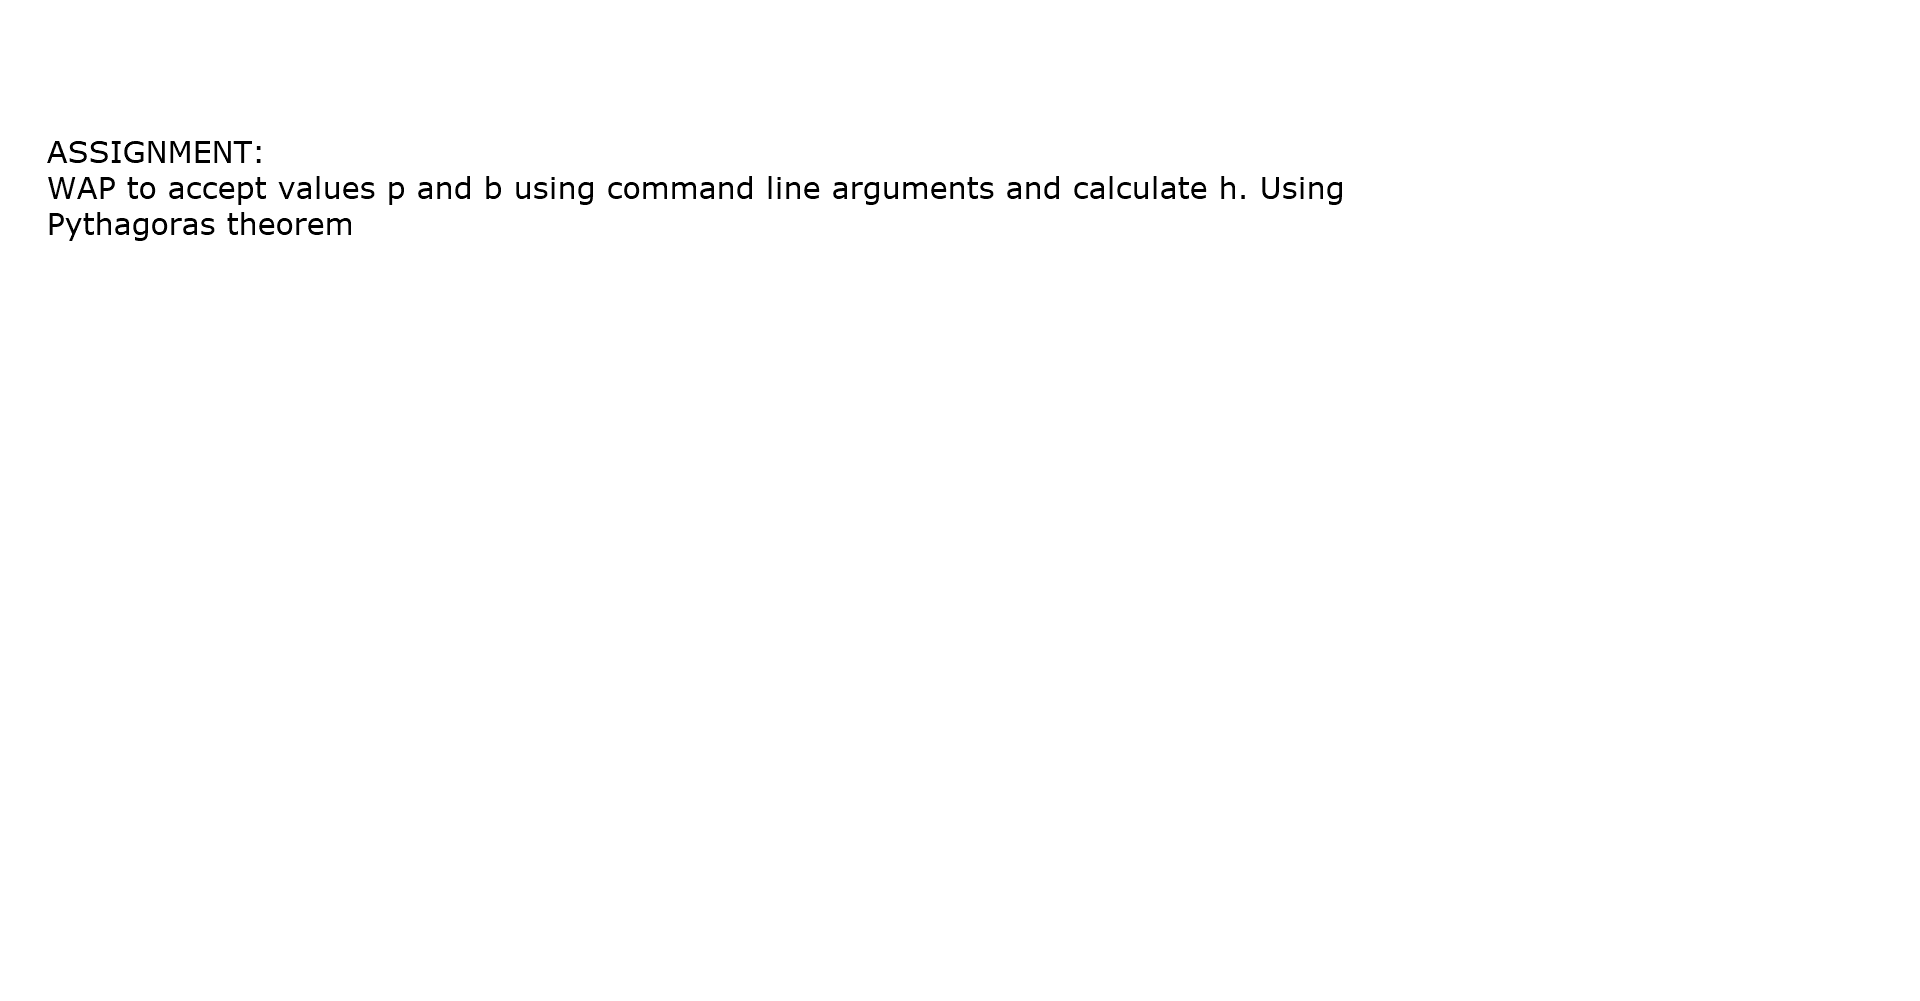 ASSIGNMENT:
WAP to accept values p and b using command line arguments and calculate h. Using
Pythagoras theorem